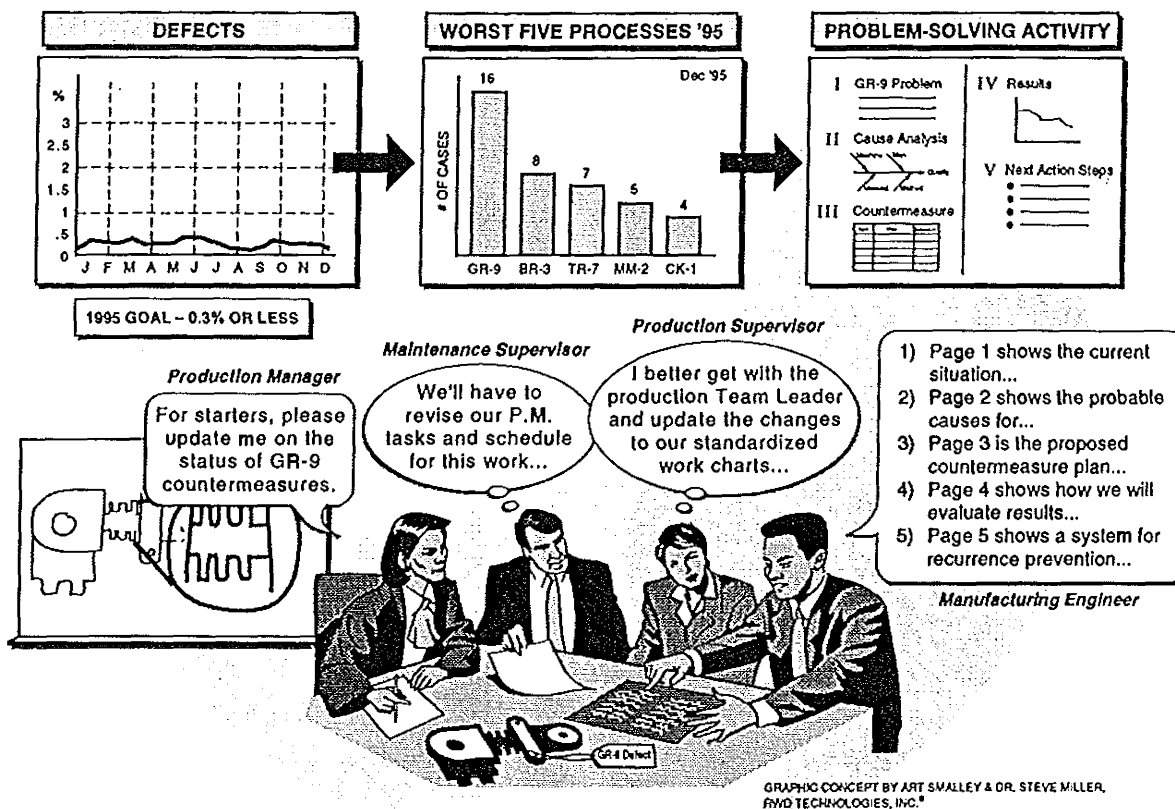 DEFECTS
%
3
2.5
2
1.5
1
.5
0
J F M A M J J A S O N D
1995 GOAL – 0.3% OR LESS
WORST FIVE PROCESSES '95
Dec '95
# OF CASES
16
8
7
5
4
GR-9 BR-3 TR-7 MM-2 CK-1
PROBLEM-SOLVING ACTIVITY
I GR-9 Problem
II Cause Analysis
III Countermeasure
IV Results
V Next Action Steps
Production Manager
For starters, please
update me on the
status of GR-9
countermeasures.
Maintenance Supervisor
We'll have to
revise our P.M.
tasks and schedule
for this work...
Production Supervisor
I better get with the
production Team Leader
and update the changes
to our standardized
work charts...
1) Page 1 shows the current
situation...
2) Page 2 shows the probable
causes for...
3) Page 3 is the proposed
countermeasure plan...
4) Page 4 shows how we will
evaluate results...
5) Page 5 shows a system for
recurrence prevention...
Manufacturing Engineer
Defect
GRAPHIC CONCEPT BY ART SMALLEY & DR. STEVE MILLER,
RWD TECHNOLOGIES, INC.®